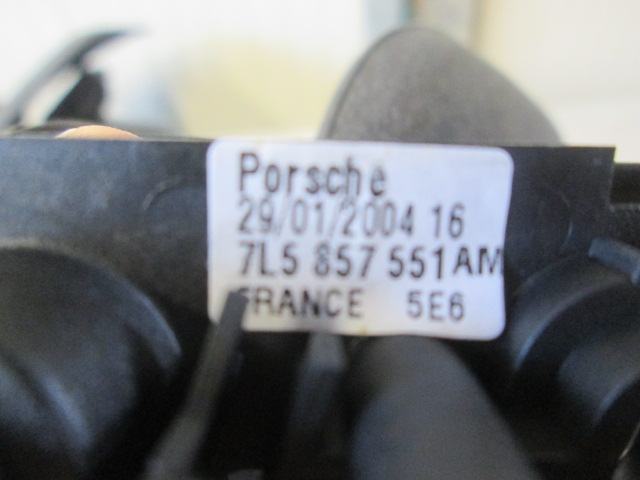 Porsche
29/01/2004 16
7L5 857 551 AM
FRANCE 5E6